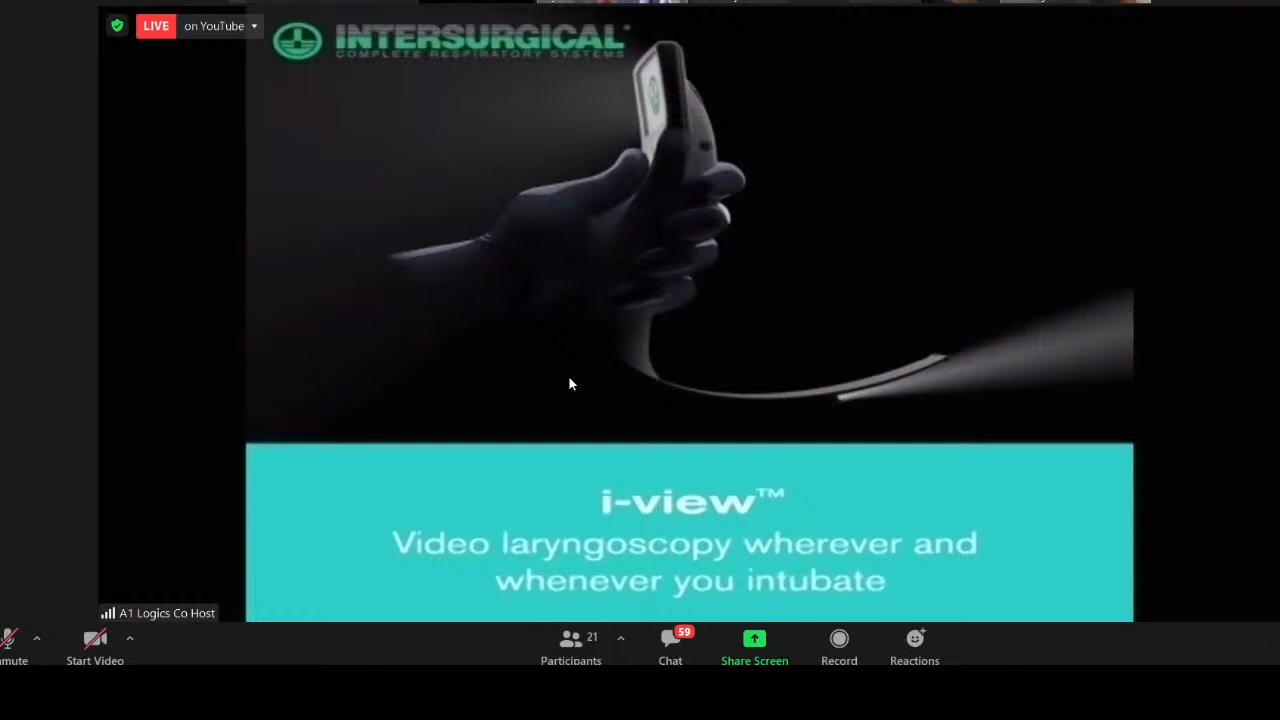 LIVE on YouTube
INTERSURGICAL
COMPLETE RESPIRATORY SYSTEMS
i-view™
Video laryngoscopy wherever and
whenever you intubate
A1 Logics Co Host
21
59
Start Video
Participants
Chat
Share Screen
Record
Reactions